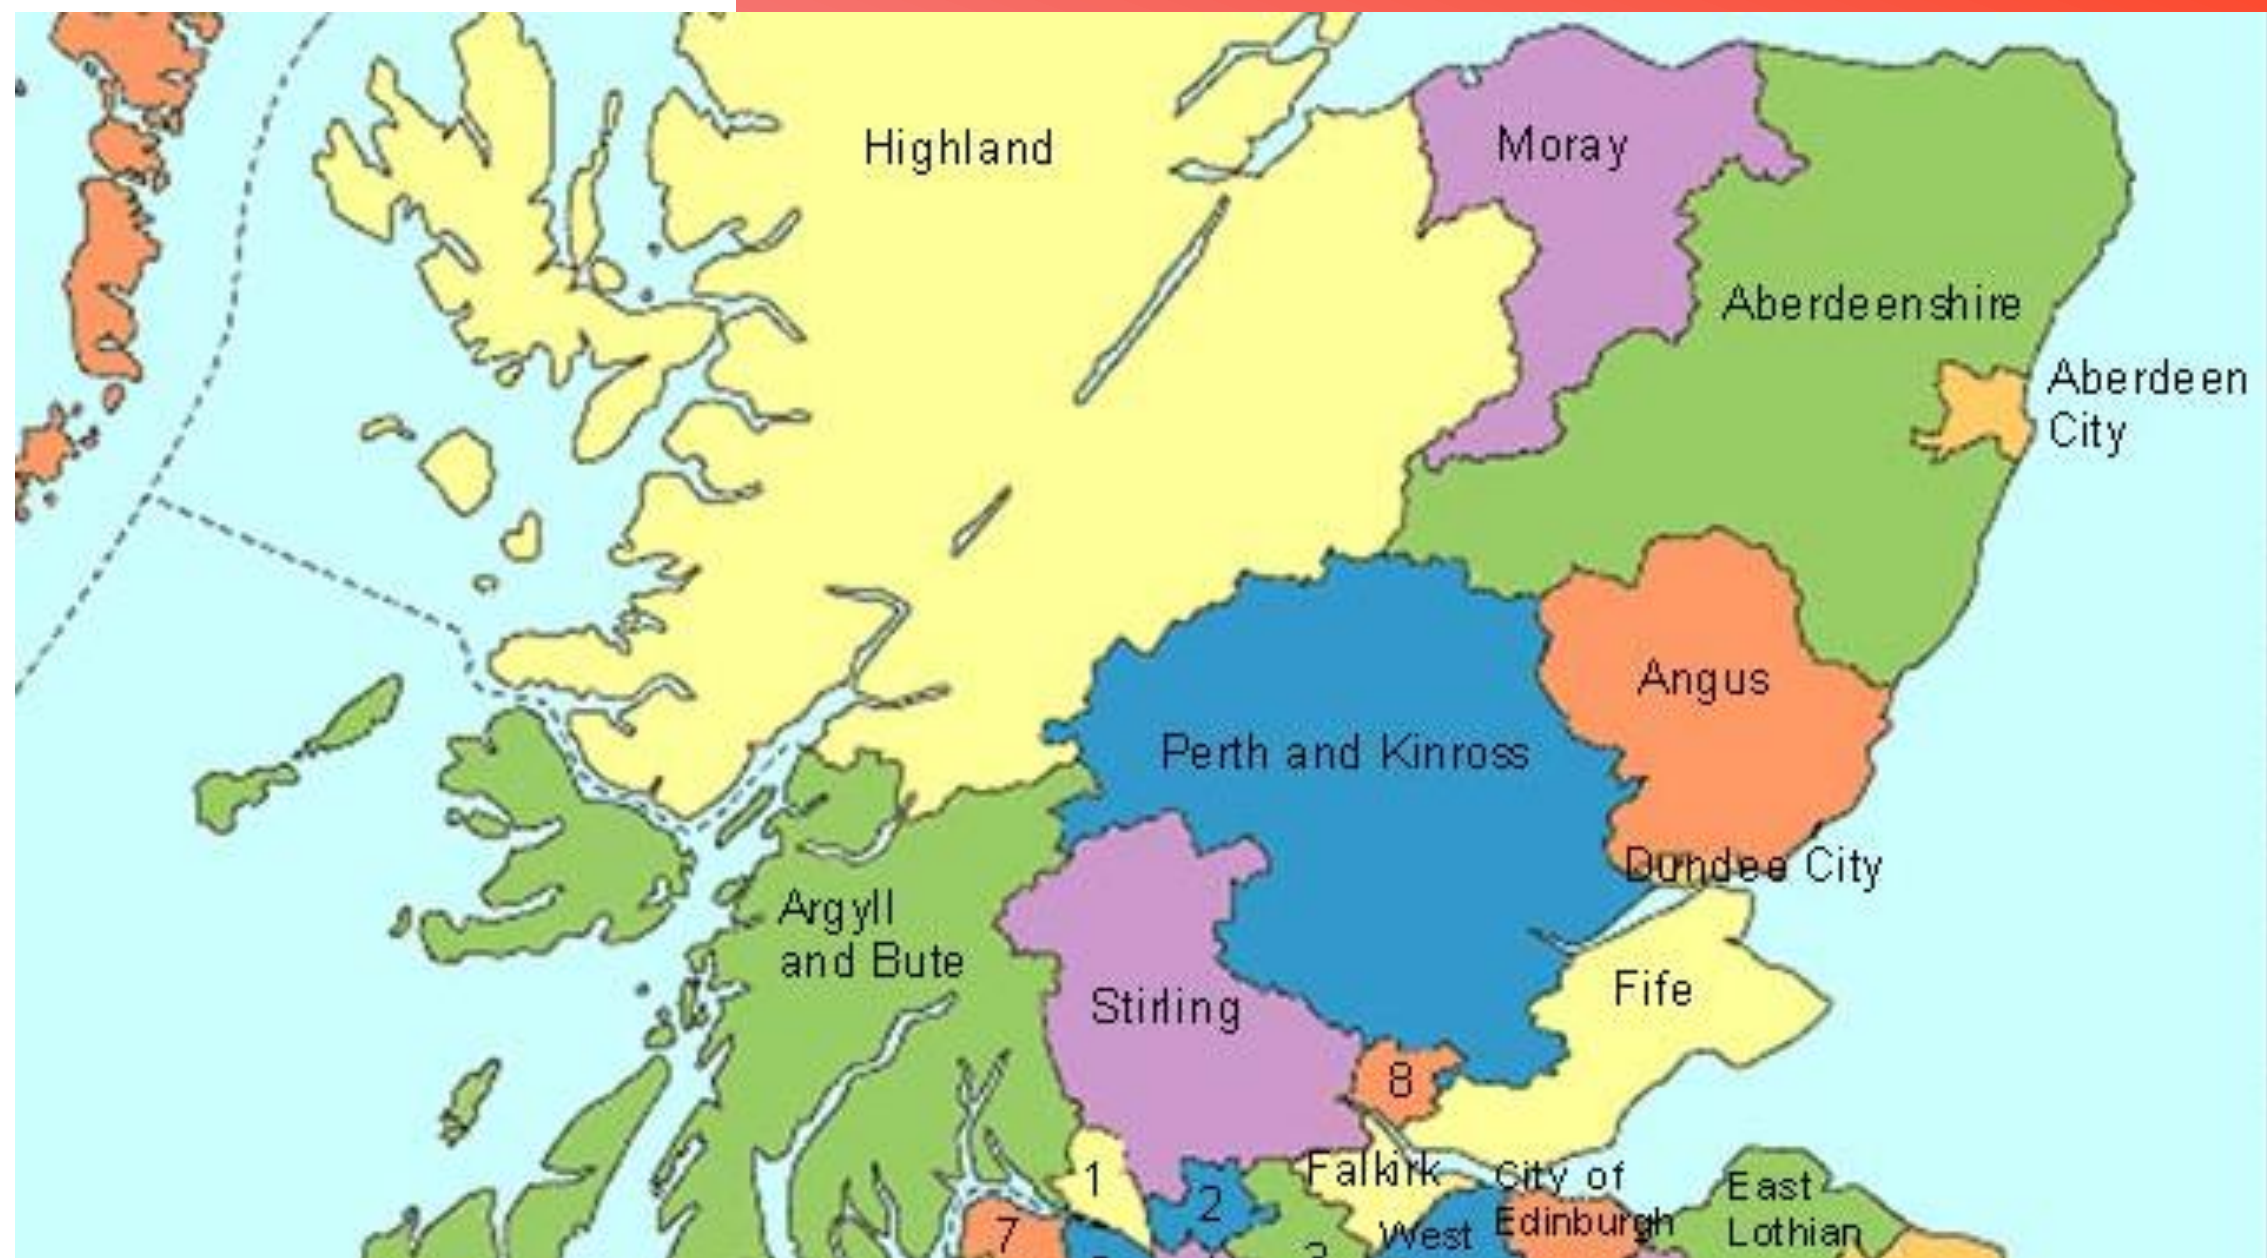 Highland
Moray
Aberdeenshire
Aberdeen
City
Angus
Perth and Kinross
Dundee City
Argyll
and Bute
Fife
Stirling
8
1
Falkirk
City of
East
2
7
West
Edinburgh
Lothian